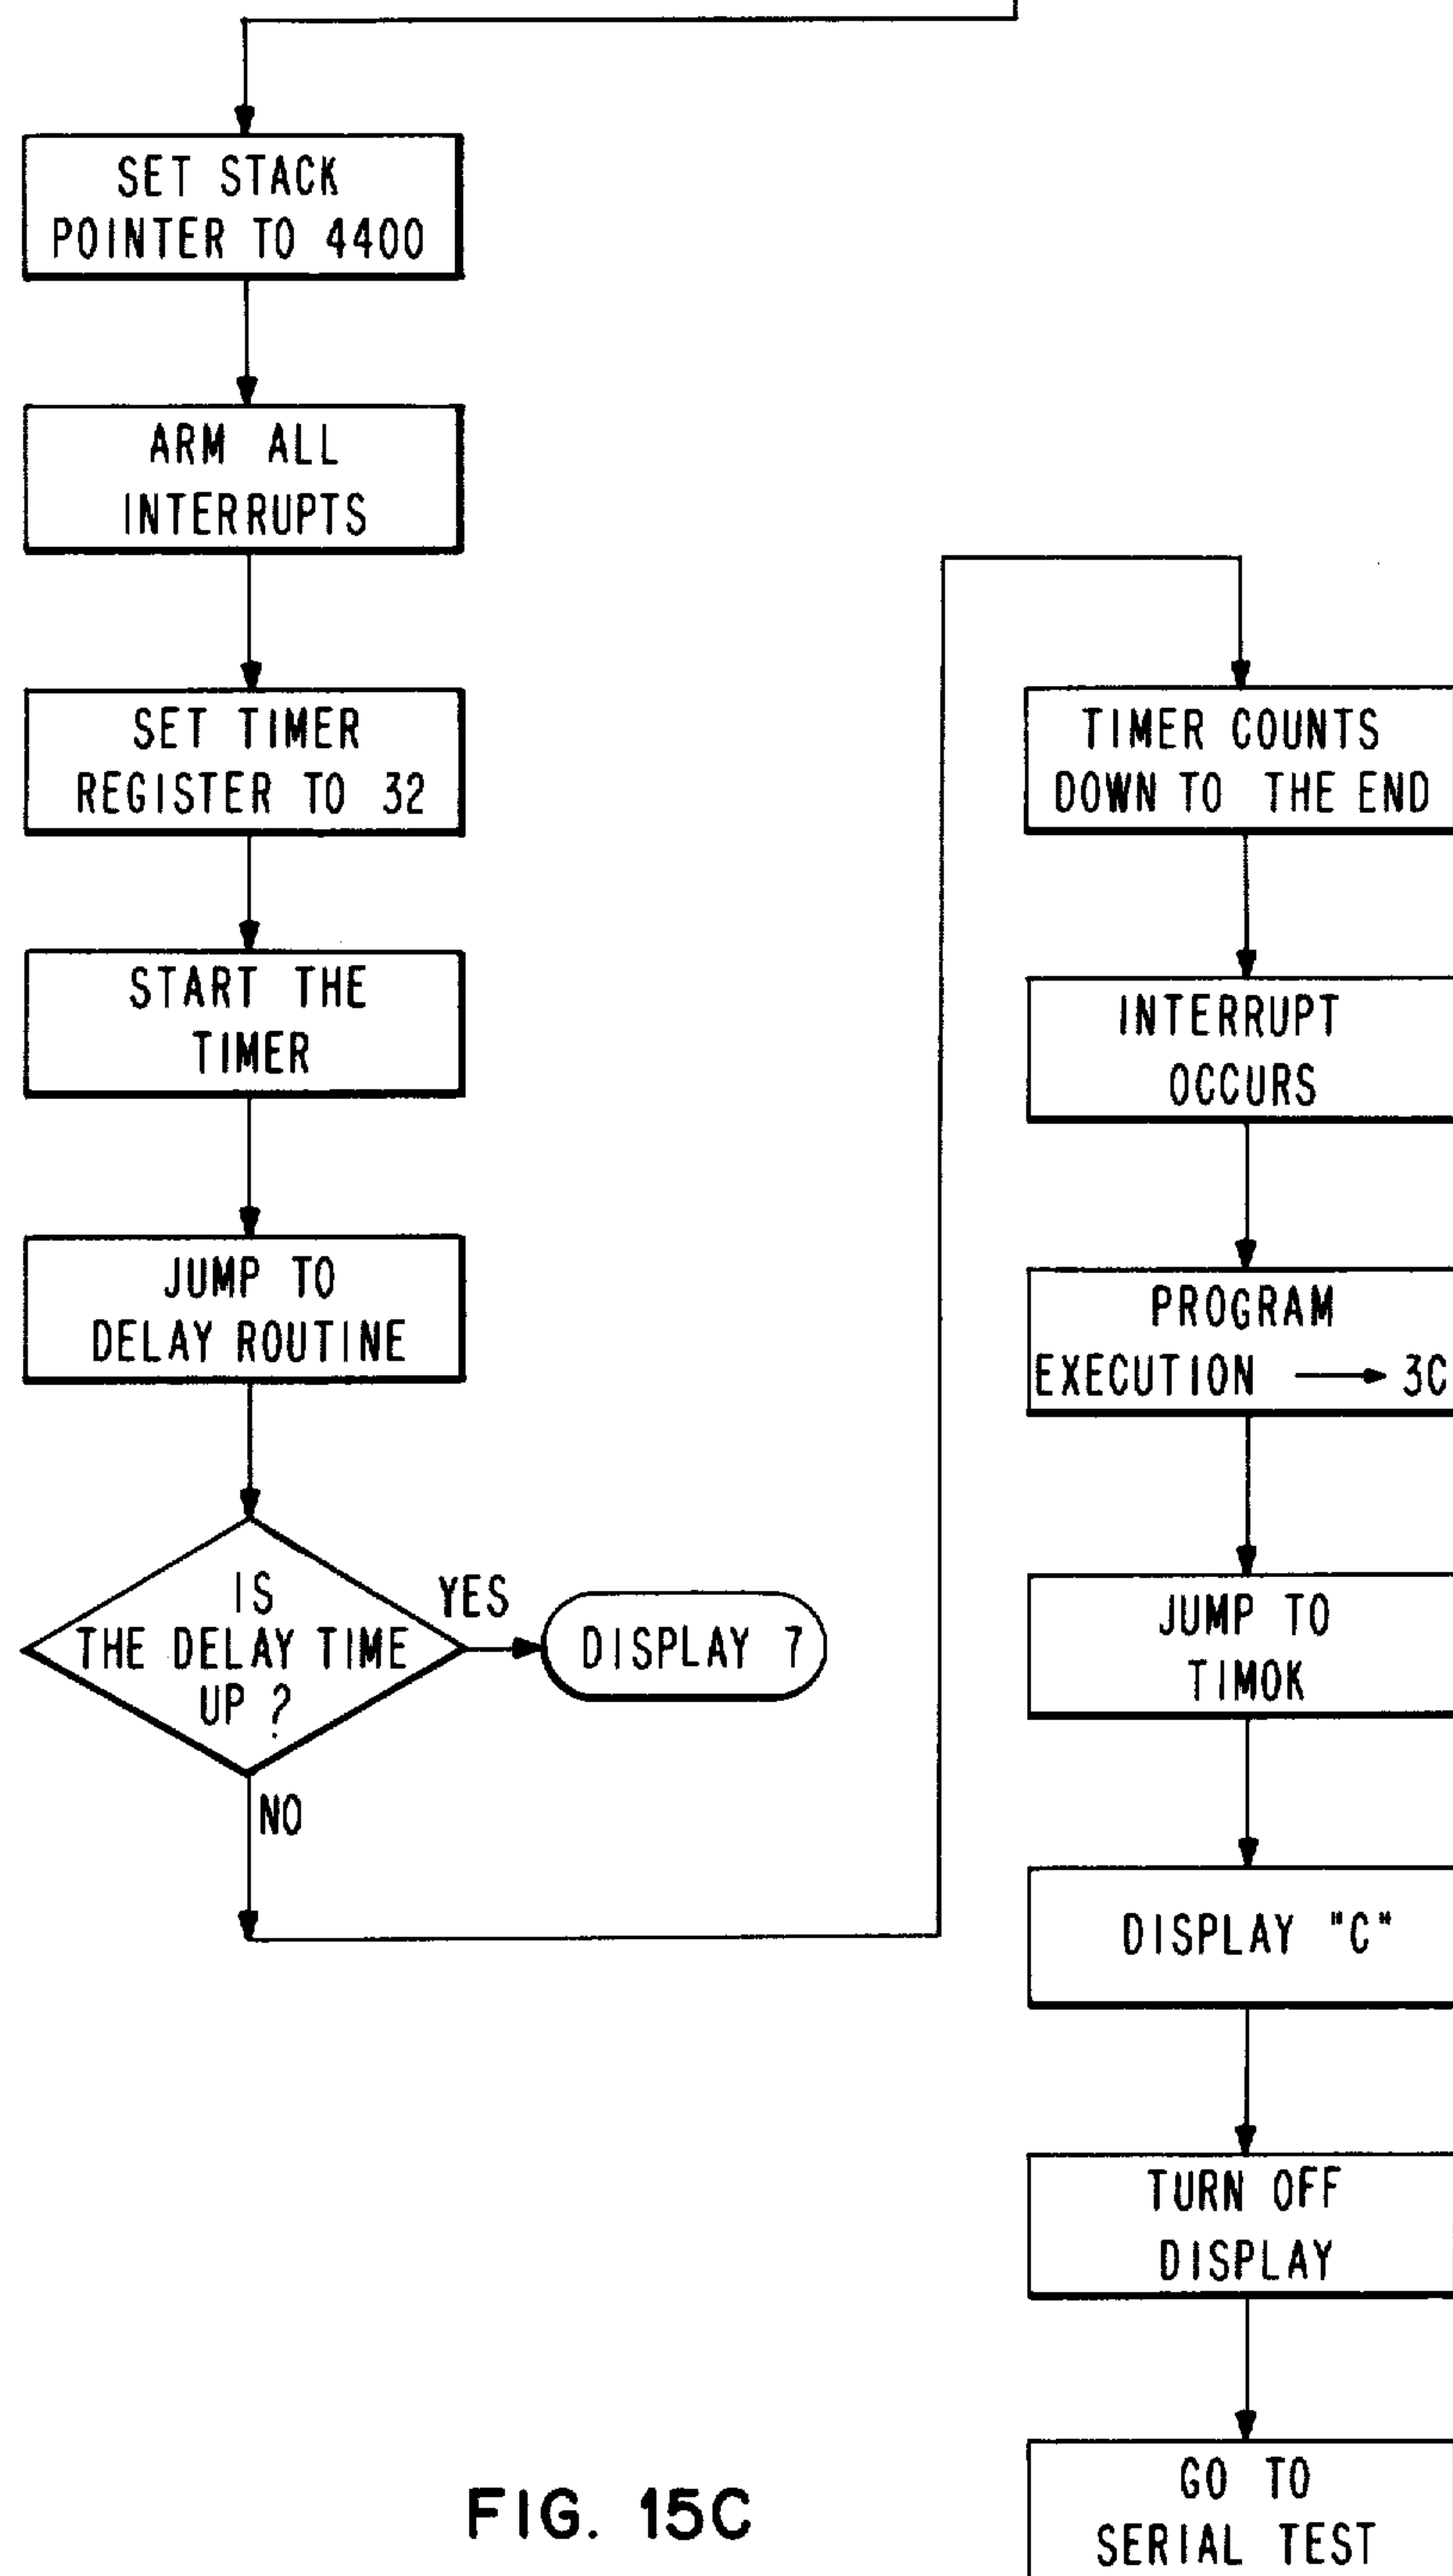 SET STACK
POINTER TO 4400
ARM ALL
INTERRUPTS
SET TIMER
REGISTER TO 32
START THE
TIMER
JUMP TO
DELAY ROUTINE
IS
THE DELAY TIME
UP ?
YES
DISPLAY 7
NO
TIMER COUNTS
DOWN TO THE END
INTERRUPT
OCCURS
PROGRAM
EXECUTION → 3C
JUMP TO
TIMOK
DISPLAY "C"
TURN OFF
DISPLAY
GO TO
SERIAL TEST
FIG. 15C